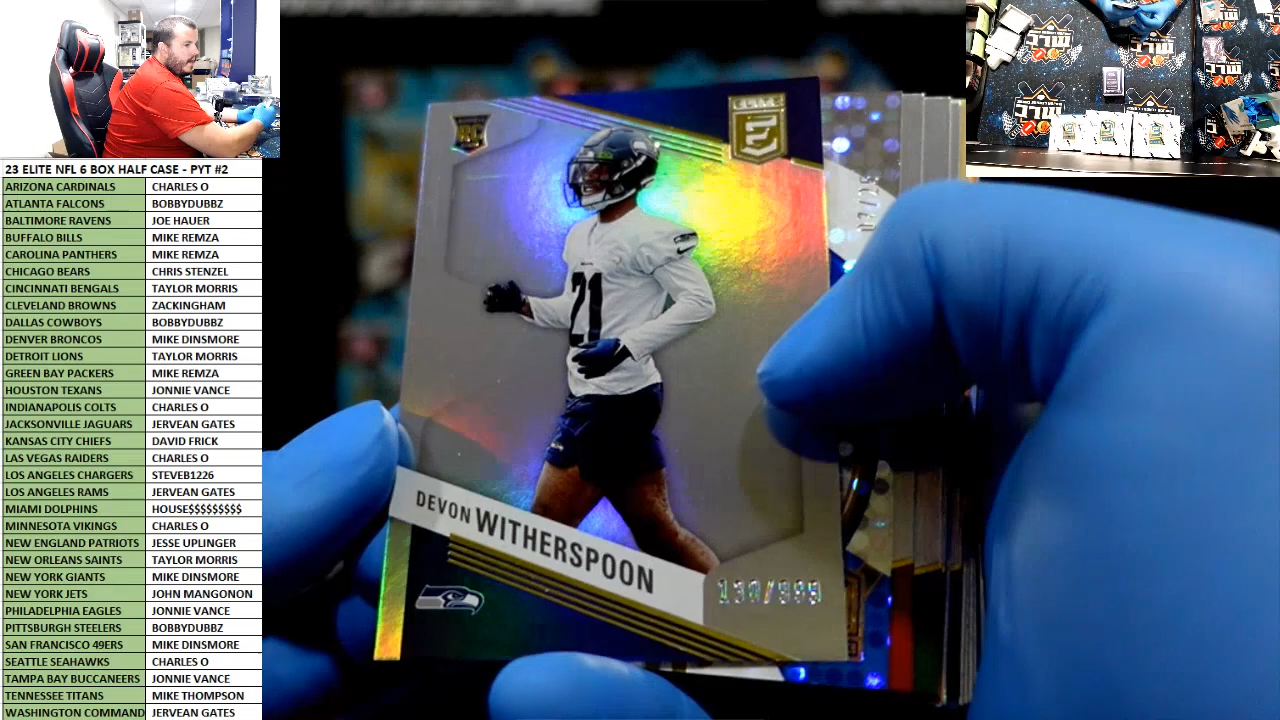 23 ELITE NFL 6 BOX HALF CASE - PYT #2
ARIZONA CARDINALS CHARLES O
ATLANTA FALCONS BOBBYDUBBZ
BALTIMORE RAVENS JOE HAUER
BUFFALO BILLS MIKE REMZA
CAROLINA PANTHERS MIKE REMZA
CHICAGO BEARS CHRIS STENZEL
CINCINNATI BENGALS TAYLOR MORRIS
CLEVELAND BROWNS ZACKINGHAM
DALLAS COWBOYS BOBBYDUBBZ
DENVER BRONCOS MIKE DINSMORE
DETROIT LIONS TAYLOR MORRIS
GREEN BAY PACKERS MIKE REMZA
HOUSTON TEXANS JONNIE VANCE
INDIANAPOLIS COLTS CHARLES O
JACKSONVILLE JAGUARS JERVEAN GATES
KANSAS CITY CHIEFS DAVID FRICK
LAS VEGAS RAIDERS CHARLES O
LOS ANGELES CHARGERS STEVEB1226
LOS ANGELES RAMS JERVEAN GATES
MIAMI DOLPHINS HOUSE$$$$$$$$$
MINNESOTA VIKINGS CHARLES O
NEW ENGLAND PATRIOTS JESSE UPLINGER
NEW ORLEANS SAINTS TAYLOR MORRIS
NEW YORK GIANTS MIKE DINSMORE
NEW YORK JETS JOHN MANGONON
PHILADELPHIA EAGLES JONNIE VANCE
PITTSBURGH STEELERS BOBBYDUBBZ
SAN FRANCISCO 49ERS MIKE DINSMORE
SEATTLE SEAHAWKS CHARLES O
TAMPA BAY BUCCANEERS JONNIE VANCE
TENNESSEE TITANS MIKE THOMPSON
WASHINGTON COMMAND JERVEAN GATES
RC
ELITE
21
DEVON WITHERSPOON